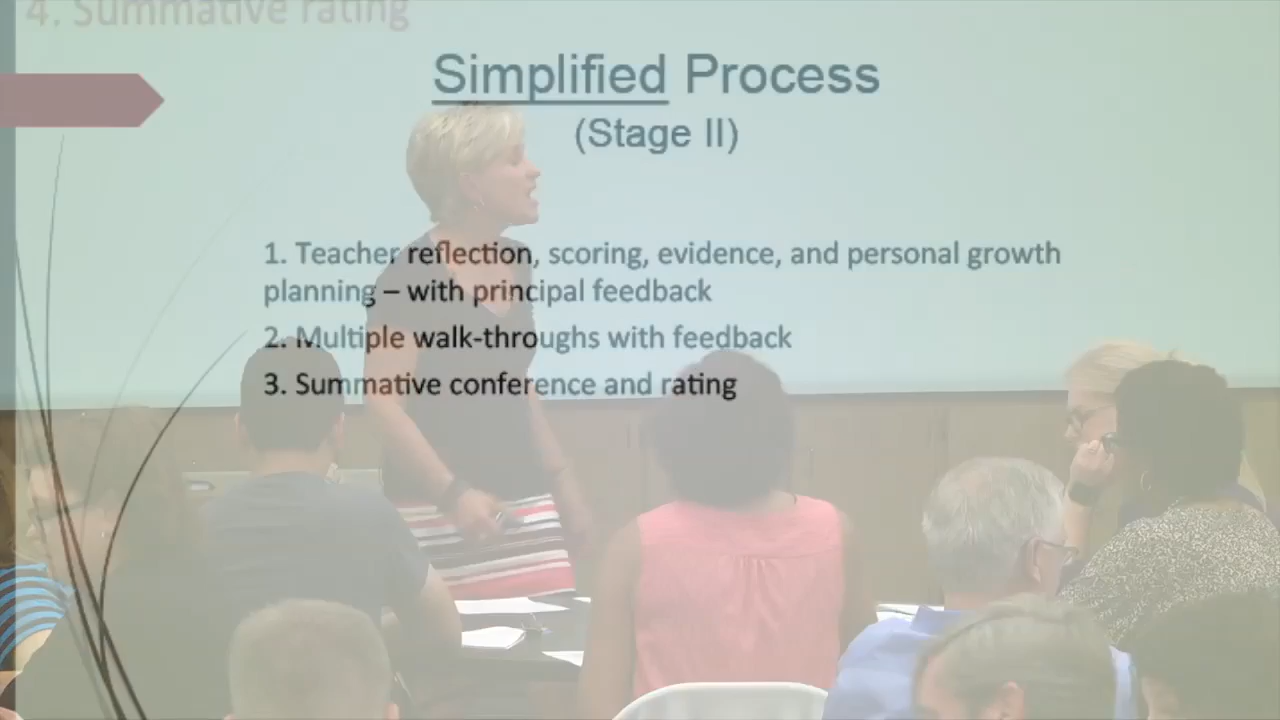 4. Summative rating
Simplified Process
(Stage II)
1. Teacher reflection, scoring, evidence, and personal growth
planning – with principal feedback
2. Multiple walk-throughs with feedback
3. Summative conference and rating